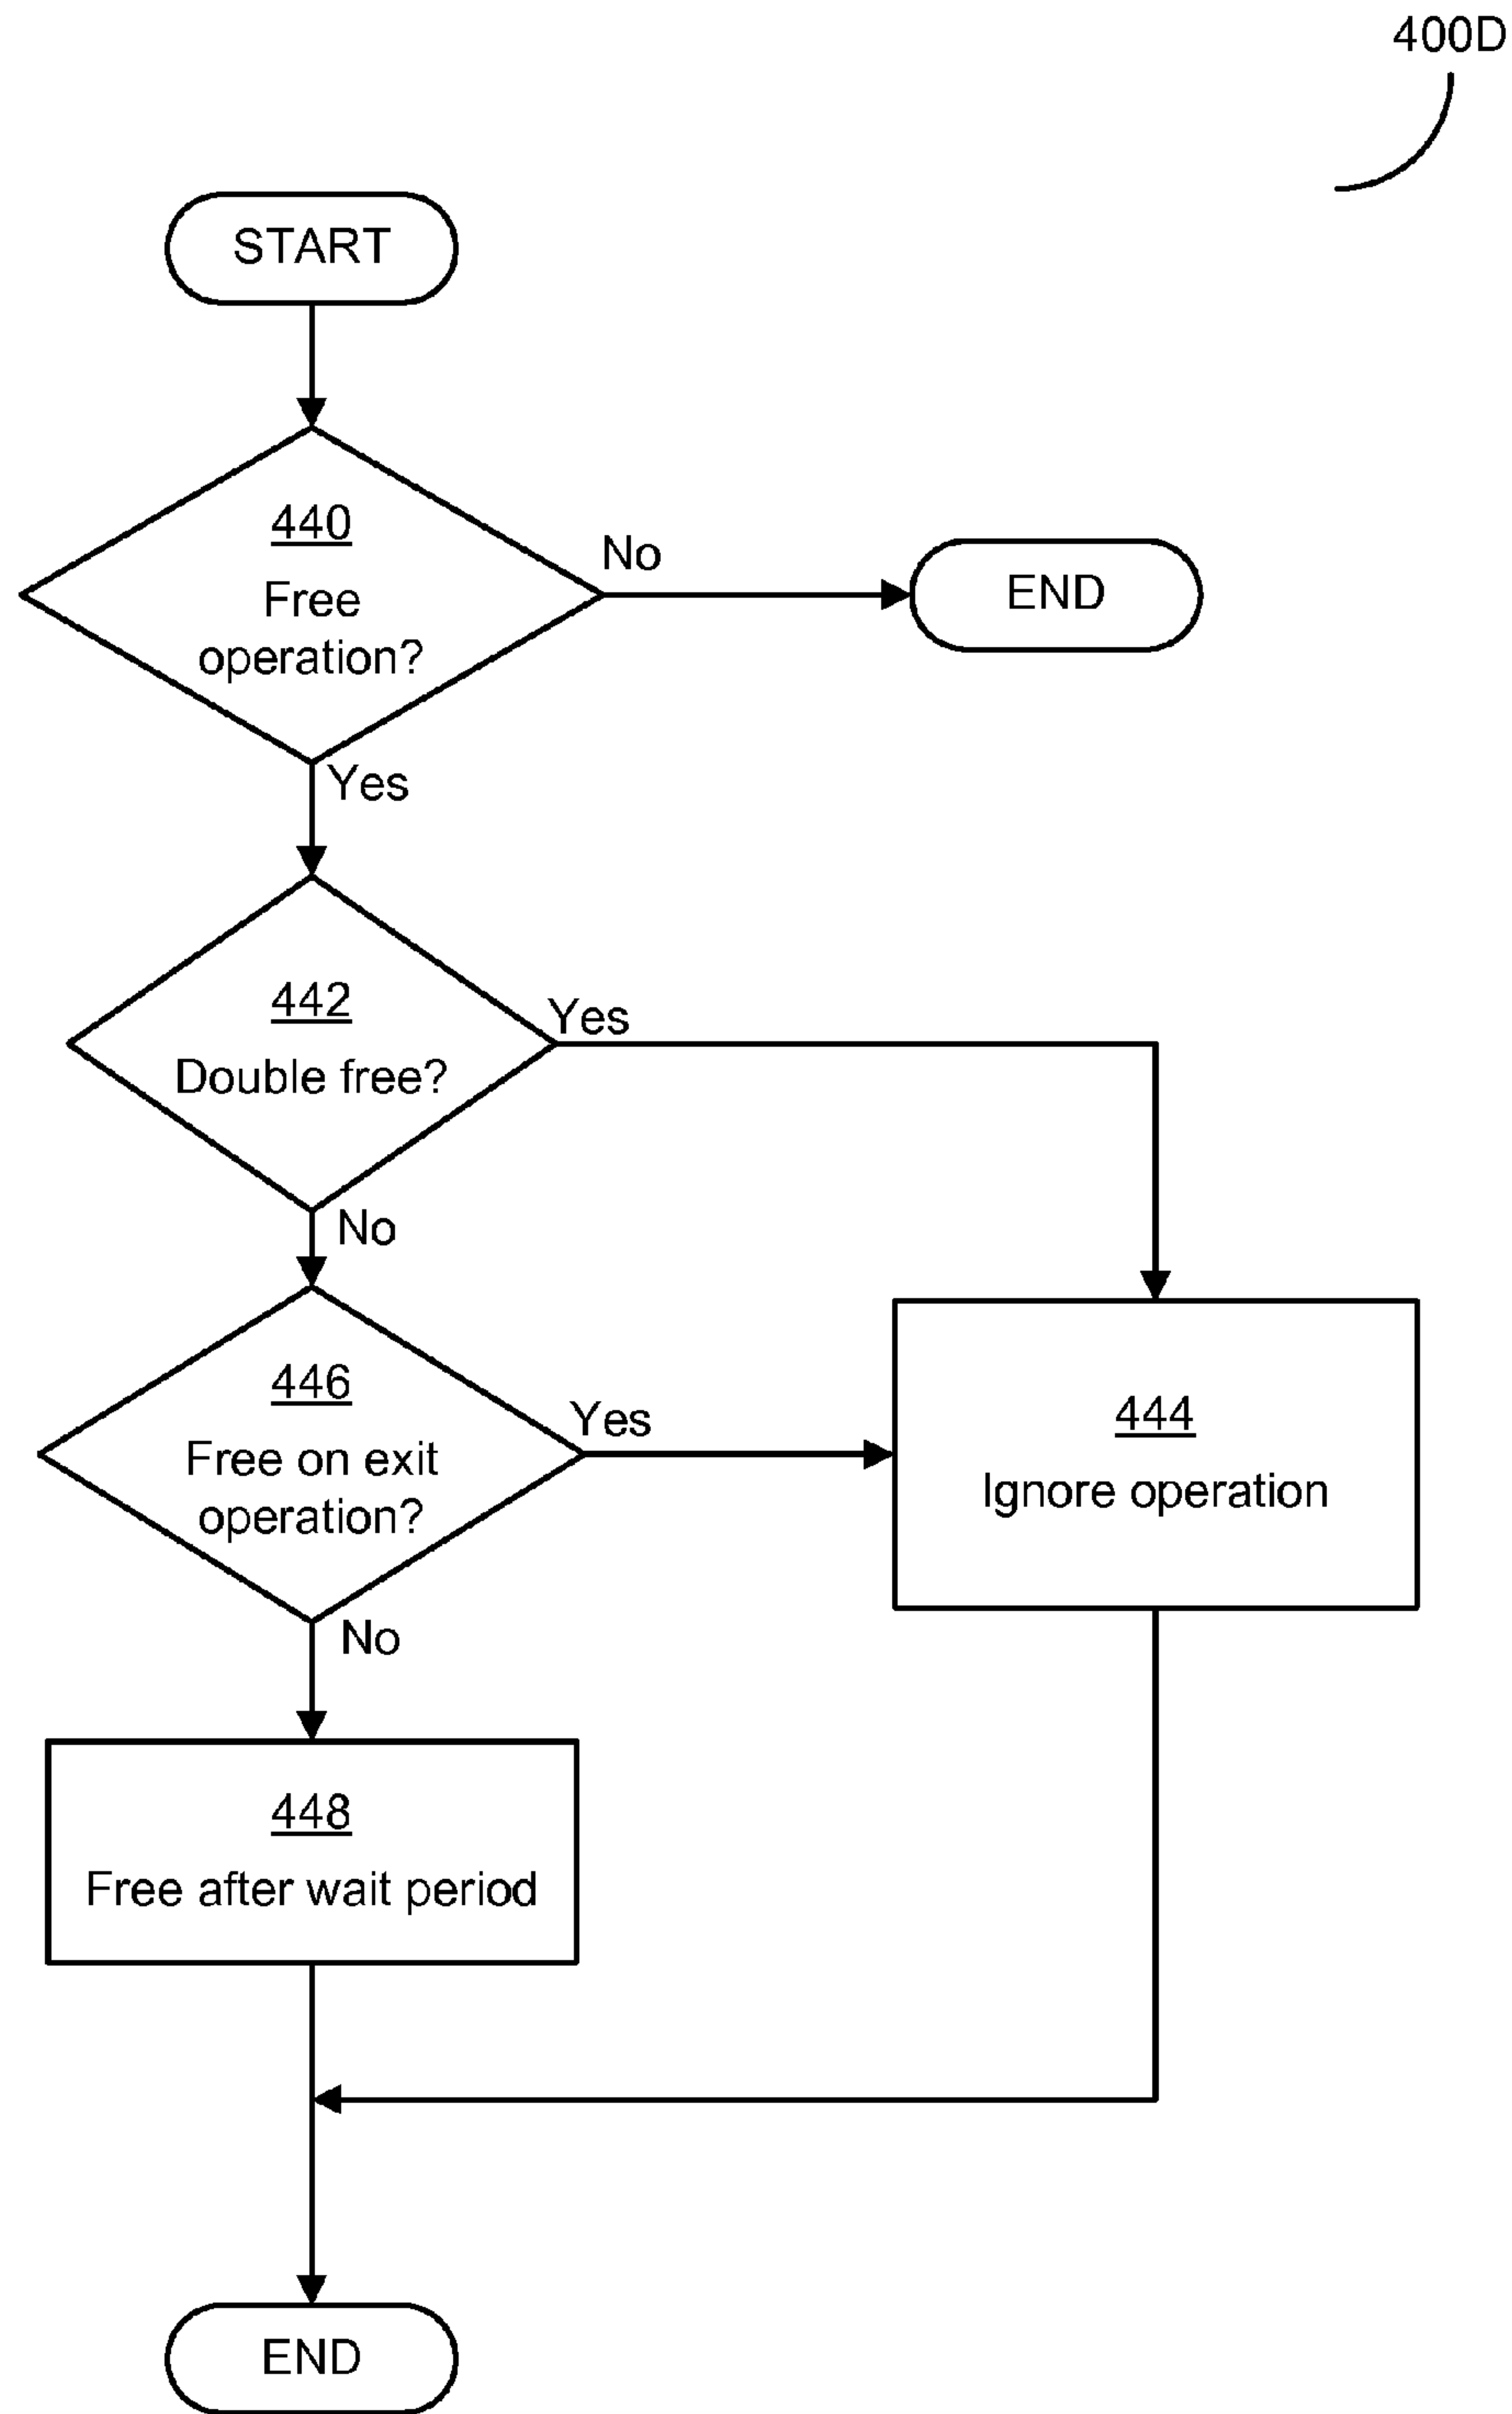 400D
START
440
Free
operation?
No
END
Yes
442
Double free?
Yes
No
446
Free on exit
operation?
Yes
444
Ignore operation
No
448
Free after wait period
END